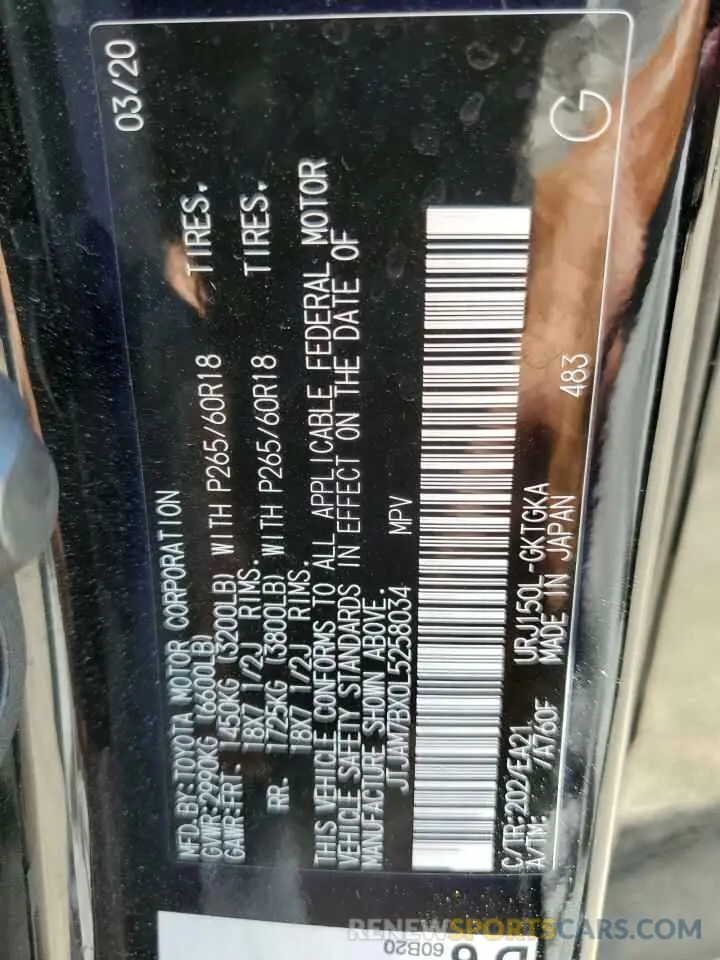 03/20
MFD. BY: TOYOTA MOTOR CORPORATION
GVWR: 2990KG (6600LB)
GAWR: FRT. 1450KG (3200LB) WITH P265/60R18 TIRES.
18X7 1/2J RIMS.
RR. 1725KG (3800LB) WITH P265/60R18 TIRES.
18X7 1/2J RIMS.
THIS VEHICLE CONFORMS TO ALL APPLICABLE FEDERAL MOTOR
VEHICLE SAFETY STANDARDS IN EFFECT ON THE DATE OF
MANUFACTURE SHOWN ABOVE.
JTJAM7BX0L5258034 MPV
C/TR: 202/EA21 URJ150L-GKTGKA 483
A/TM: /A760F MADE IN JAPAN
G
60B20
RENEWSPORTSCARS.COM